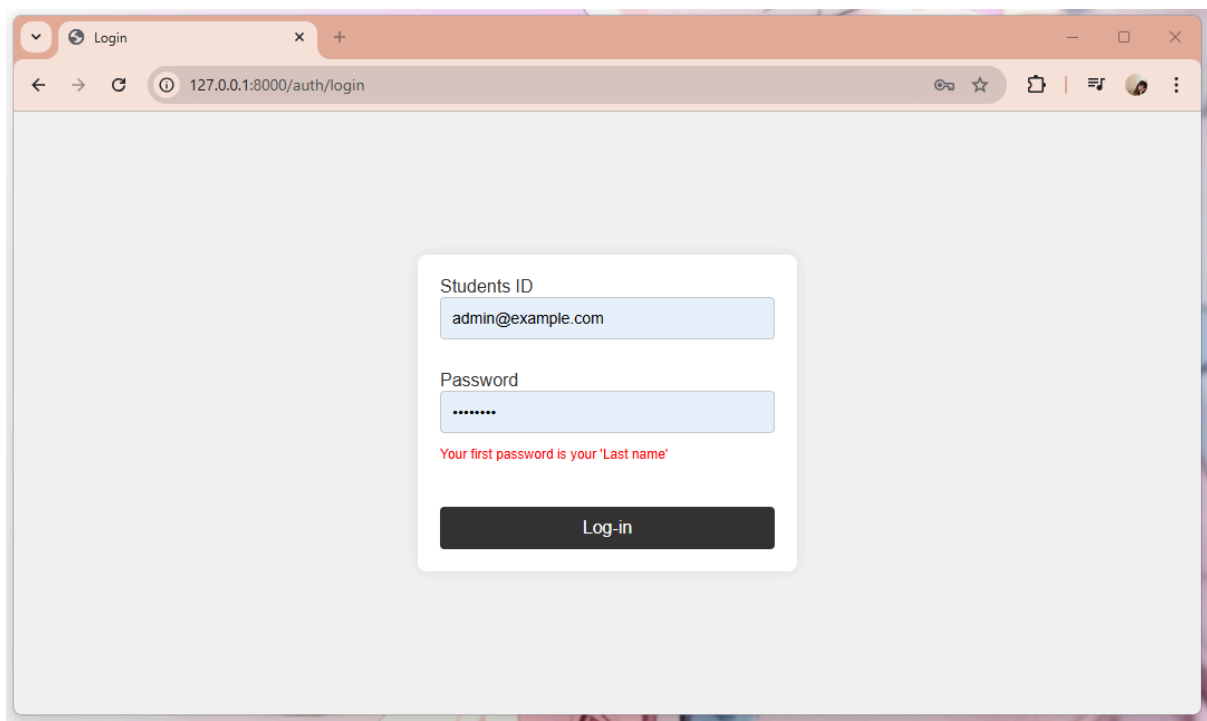 Login
127.0.0.1:8000/auth/login
Students ID
admin@example.com
Password
••••••••
Your first password is your 'Last name'
Log-in